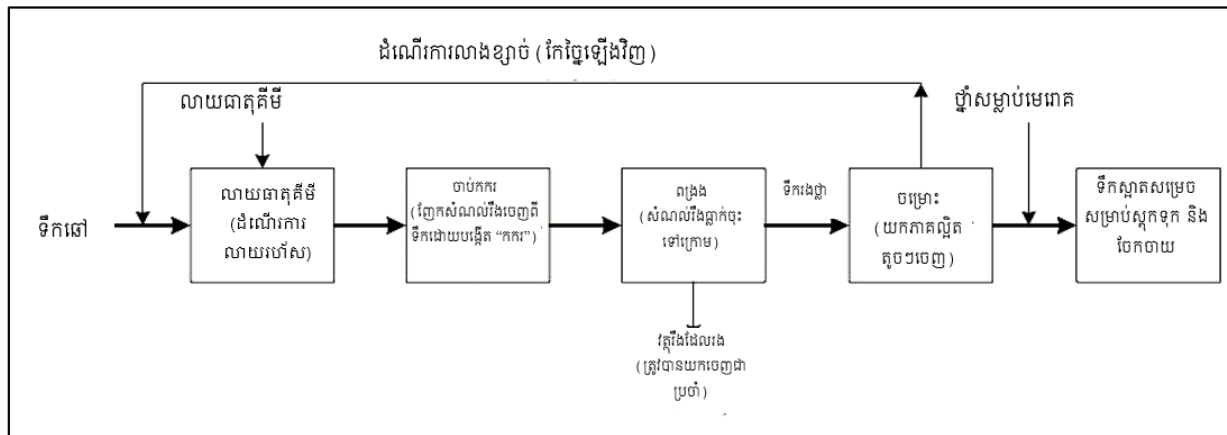 ដំណើរការលាងខ្សាច់ (កែច្នៃឡើងវិញ)
លាយធាតុគីមី
ថ្នាំសម្លាប់មេរោគ
ទឹកឆៅ
លាយធាតុគីមី
(ដំណើរការ
លាយរហ័ស)
ចាប់កករ
(ញែកសំណល់រឹងចេញពី
ទឹកដោយបង្កើត “កករ”)
ពង្រង
(សំណល់រឹងធ្លាក់ចុះ
ទៅក្រោម)
ទឹករងថ្លា
ចម្រោះ
(យកភាគល្អិត
តូចៗចេញ)
ទឹកស្អាតសម្រេច
សម្រាប់ស្តុកទុក និង
ចែកចាយ
វត្ថុរឹងដែលរង
(ត្រូវបានយកចេញជា
ប្រចាំ)